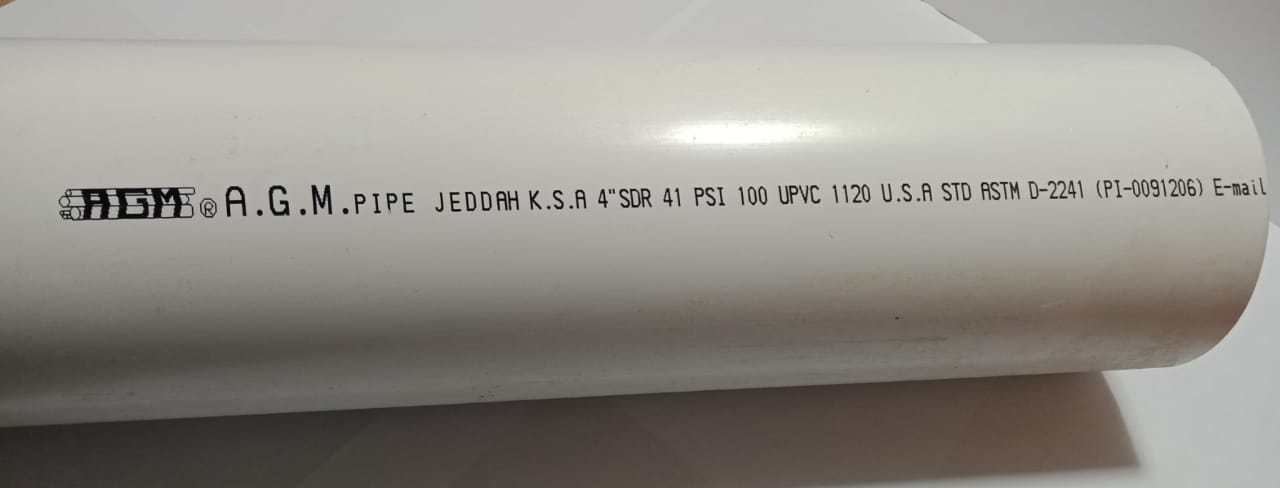 AGM ® A.G.M. PIPE JEDDAH K.S.A 4"SDR 41 PSI 100 UPVC 1120 U.S.A STD ASTM D-2241 (PI-0091206) E-mail